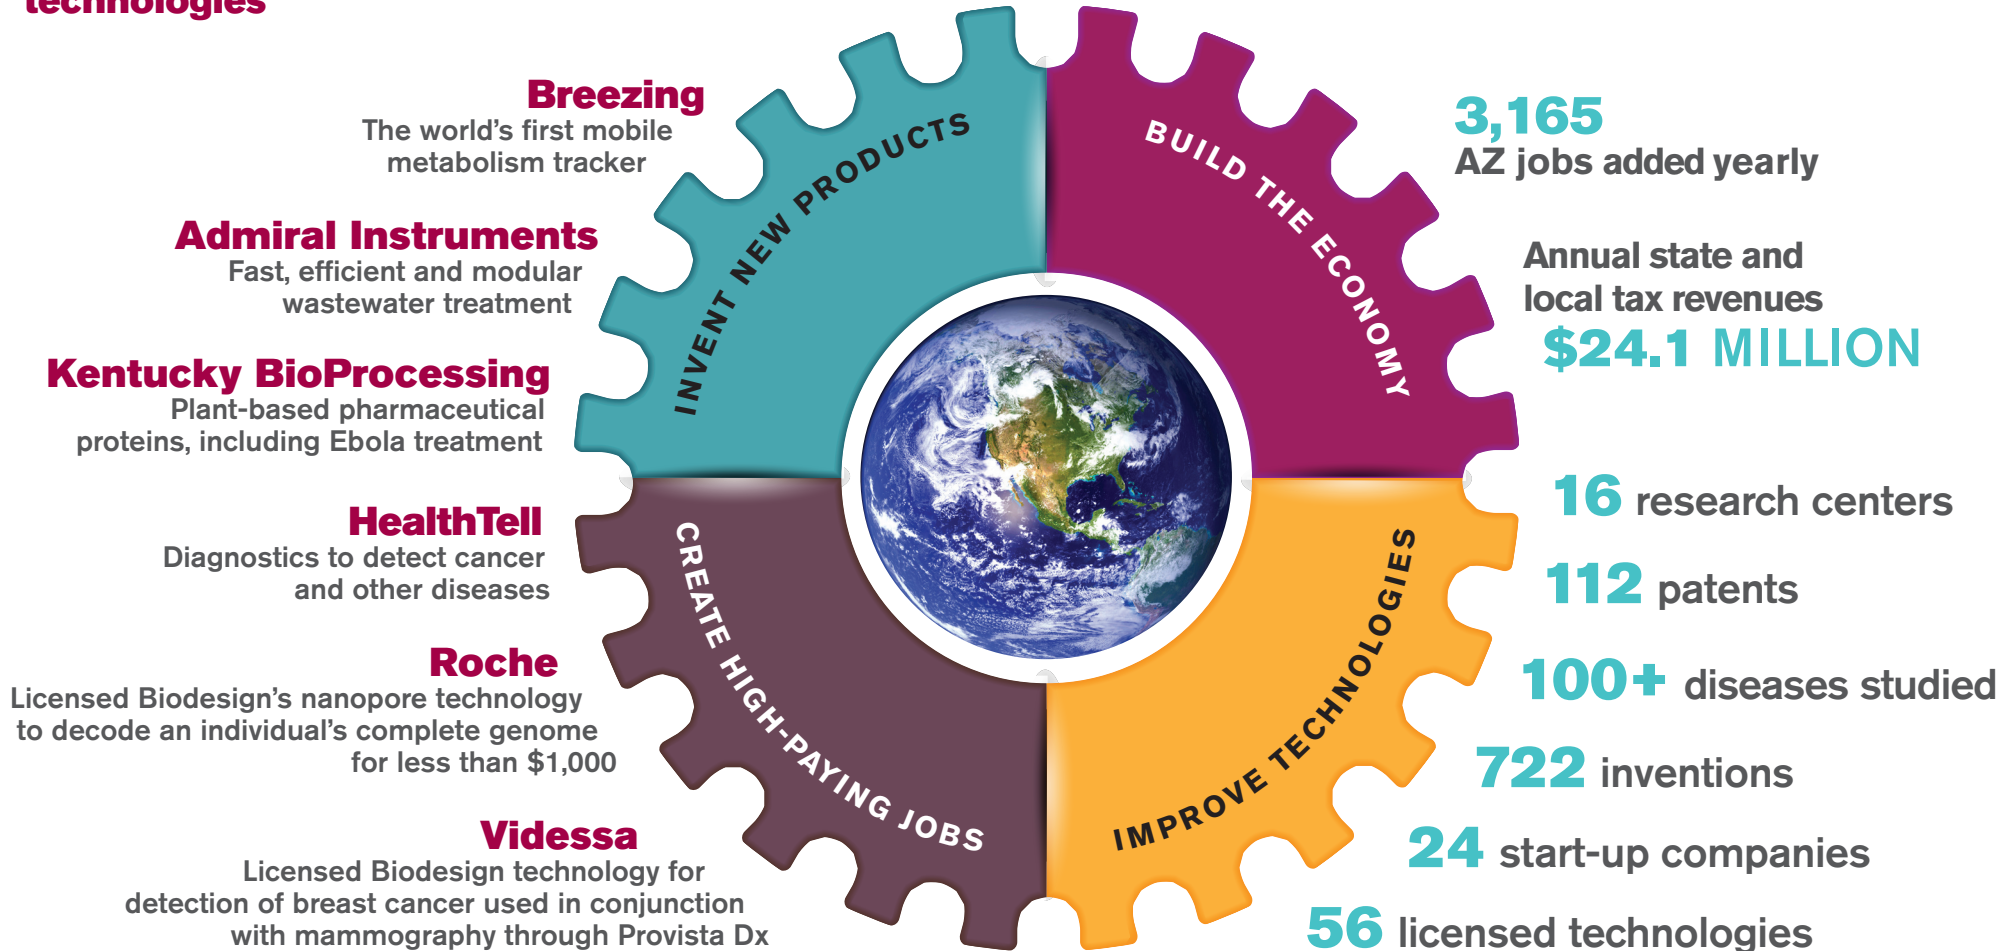 technologies
Breezing
The world's first mobile
metabolism tracker
Admiral Instruments
Fast, efficient and modular
wastewater treatment
Kentucky BioProcessing
Plant-based pharmaceutical
proteins, including Ebola treatment
HealthTell
Diagnostics to detect cancer
and other diseases
Roche
Licensed Biodesign's nanopore technology
to decode an individual's complete genome
for less than $1,000
Videssa
Licensed Biodesign technology for
detection of breast cancer used in conjunction
with mammography through Provista Dx
INVENT NEW PRODUCTS
BUILD THE ECONOMY
CREATE HIGH-PAYING JOBS
IMPROVE TECHNOLOGIES
3,165
AZ jobs added yearly
Annual state and
local tax revenues
$24.1 MILLION
16 research centers
112 patents
100+ diseases studied
722 inventions
24 start-up companies
56 licensed technologies